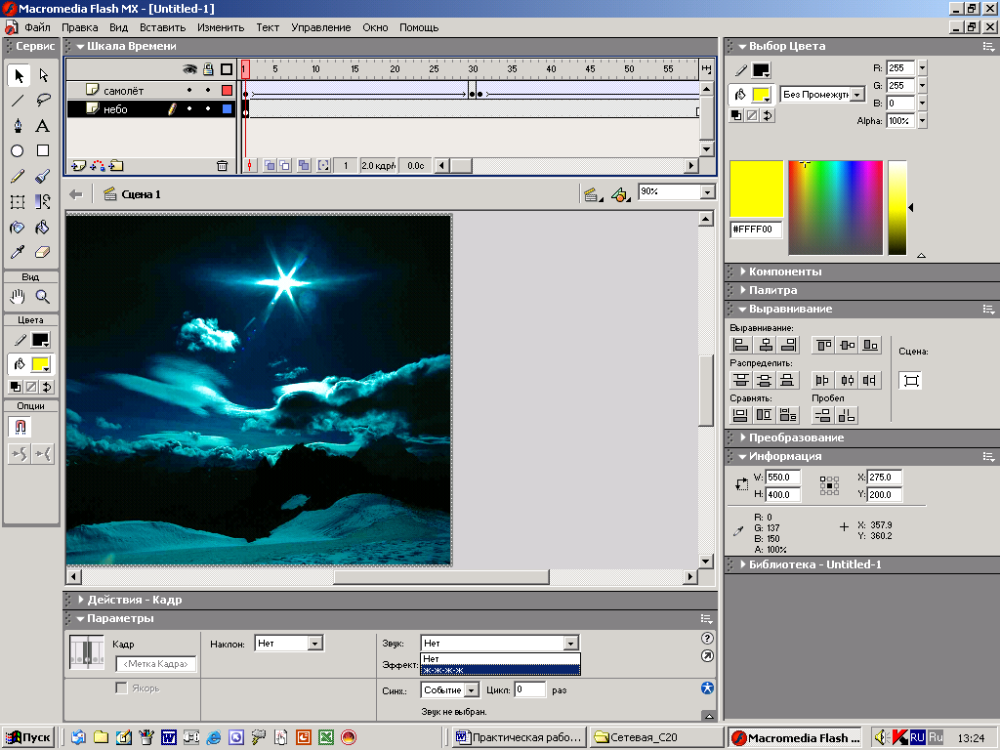 Macromedia Flash MX - [Untitled-1]
Файл Правка Вид Вставить Изменить Тект Управление Окно Помощь
Сервис
Шкала Времени
1 5 10 15 20 25 30 35 40 45 50 55
самолёт
небо
1 2.0 кдр/ 0.0с
Сцена 1
90%
Вид
Цвета
Опции
Выбор Цвета
R: 255
G: 255
Без Промежутн
B: 0
Alpha: 100%
#FFFF00
Компоненты
Палитра
Выравнивание
Выравнивание:
Сцена:
Распределить:
Сравнять: Пробел
Преобразование
Информация
W: 550.0 X: 275.0
H: 400.0 Y: 200.0
R: 0
G: 137
B: 150
A: 100%
X: 357.9
Y: 360.2
Библиотека - Untitled-1
Действия - Кадр
Параметры
Кадр
<Метка Кадра>
Якорь
Наклон: Нет
Звук: Нет
Нет
ж-ж-ж-ж
Эффект:
Синх.: Событие Цикл: 0 раз
Звук не выбран.
Пуск
Практическая рабо...
Сетевая_C20
Macromedia Flash ...
RU Ru 13:24